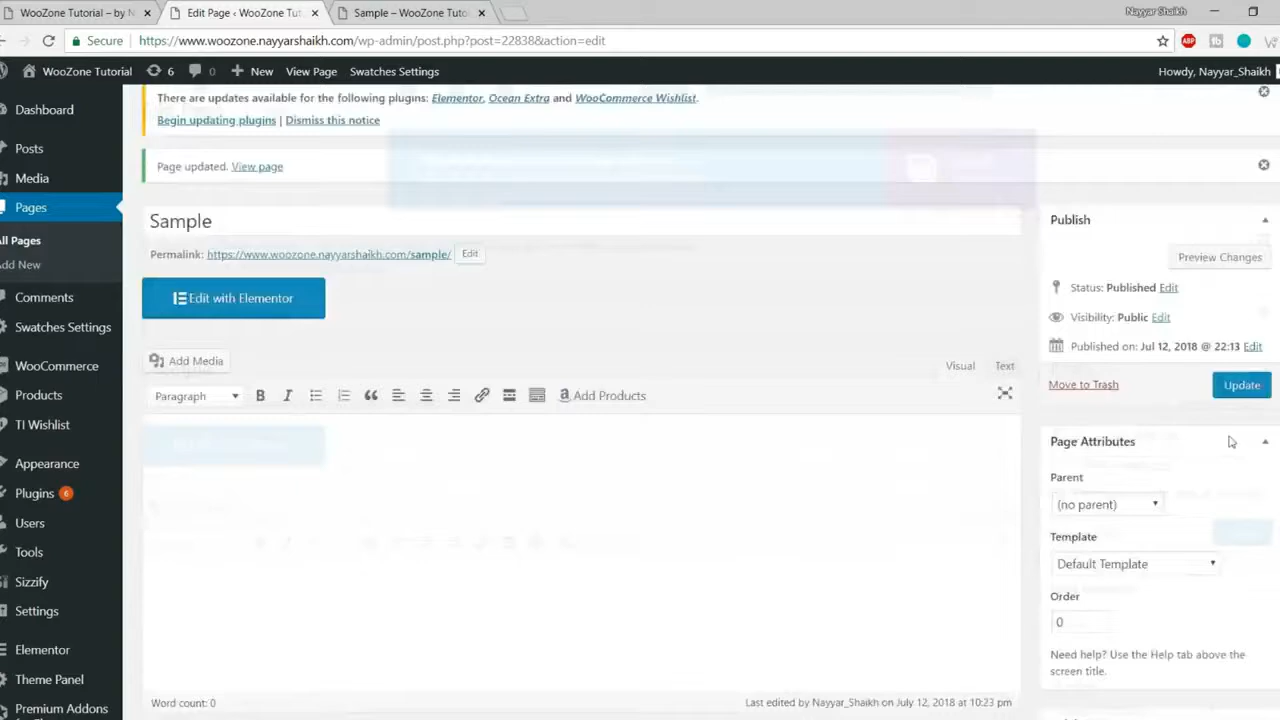 WooZone Tutorial – by N
Edit Page ‹ WooZone Tut
Sample – WooZone Tuto
Nayyar Shaikh
Secure
https://www.woozone.nayyarshaikh.com/wp-admin/post.php?post=22838&action=edit
ABP
WooZone Tutorial
6
0
New
View Page
Swatches Settings
Howdy, Nayyar_Shaikh
Dashboard
Posts
Media
Pages
All Pages
Add New
Comments
Swatches Settings
WooCommerce
Products
TI Wishlist
Appearance
Plugins 6
Users
Tools
Sizzify
Settings
Elementor
Theme Panel
Premium Addons
There are updates available for the following plugins: Elementor, Ocean Extra and WooCommerce Wishlist.
Begin updating plugins | Dismiss this notice
Page updated. View page
Sample
Permalink: https://www.woozone.nayyarshaikh.com/sample/ Edit
Edit with Elementor
Add Media
Visual
Text
Paragraph
B I
Add Products
Word count: 0
Last edited by Nayyar_Shaikh on July 12, 2018 at 10:23 pm
Publish
Preview Changes
Status: Published Edit
Visibility: Public Edit
Published on: Jul 12, 2018 @ 22:13 Edit
Move to Trash
Update
Page Attributes
Parent
(no parent)
Template
Default Template
Order
0
Need help? Use the Help tab above the
screen title.